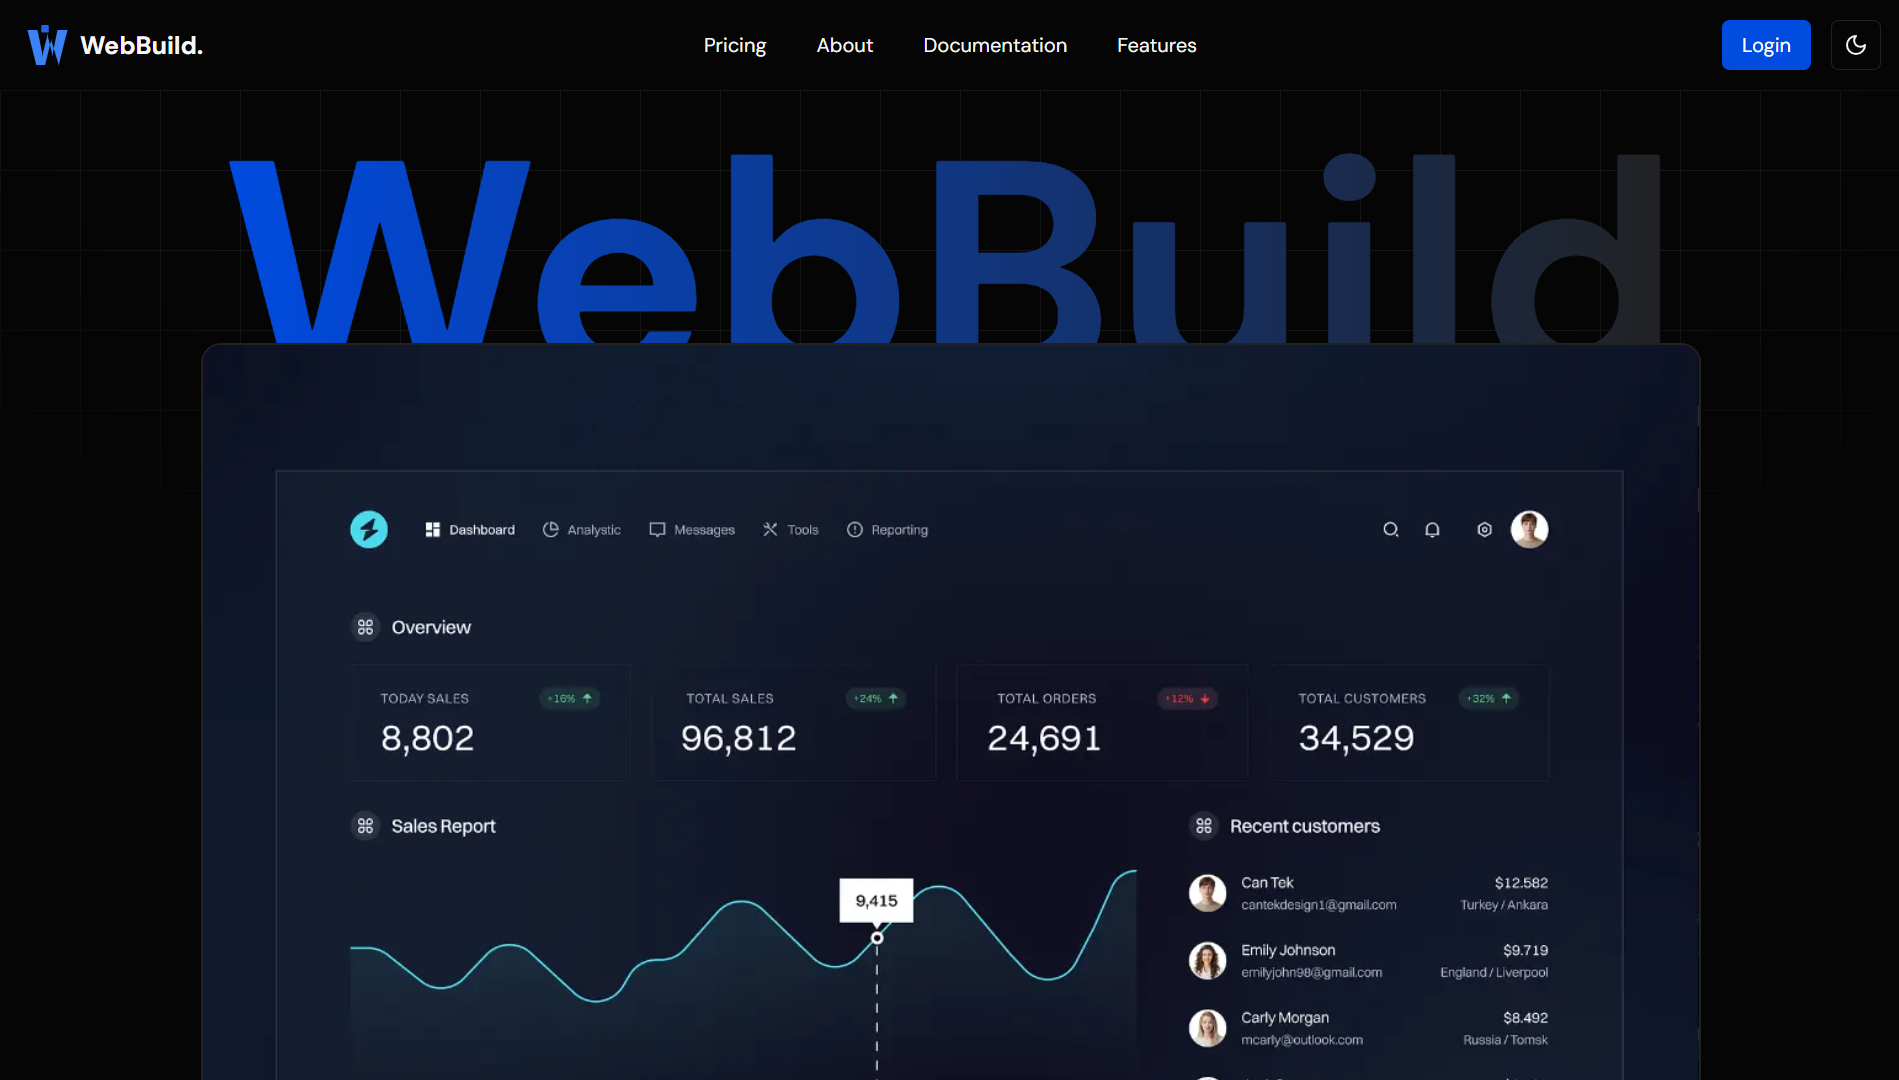 WebBuild.
Pricing
About
Documentation
Features
Login
WebBuild
Dashboard
Analystic
Messages
Tools
Reporting
Overview
TODAY SALES
+16%
8,802
TOTAL SALES
+24%
96,812
TOTAL ORDERS
+12%
24,691
TOTAL CUSTOMERS
+32%
34,529
Sales Report
9,415
Recent customers
Can Tek
$12.582
cantekdesign1@gmail.com
Turkey / Ankara
Emily Johnson
$9.719
emilyjohn98@gmail.com
England / Liverpool
Carly Morgan
$8.492
mcarly@outlook.com
Russia / Tomsk